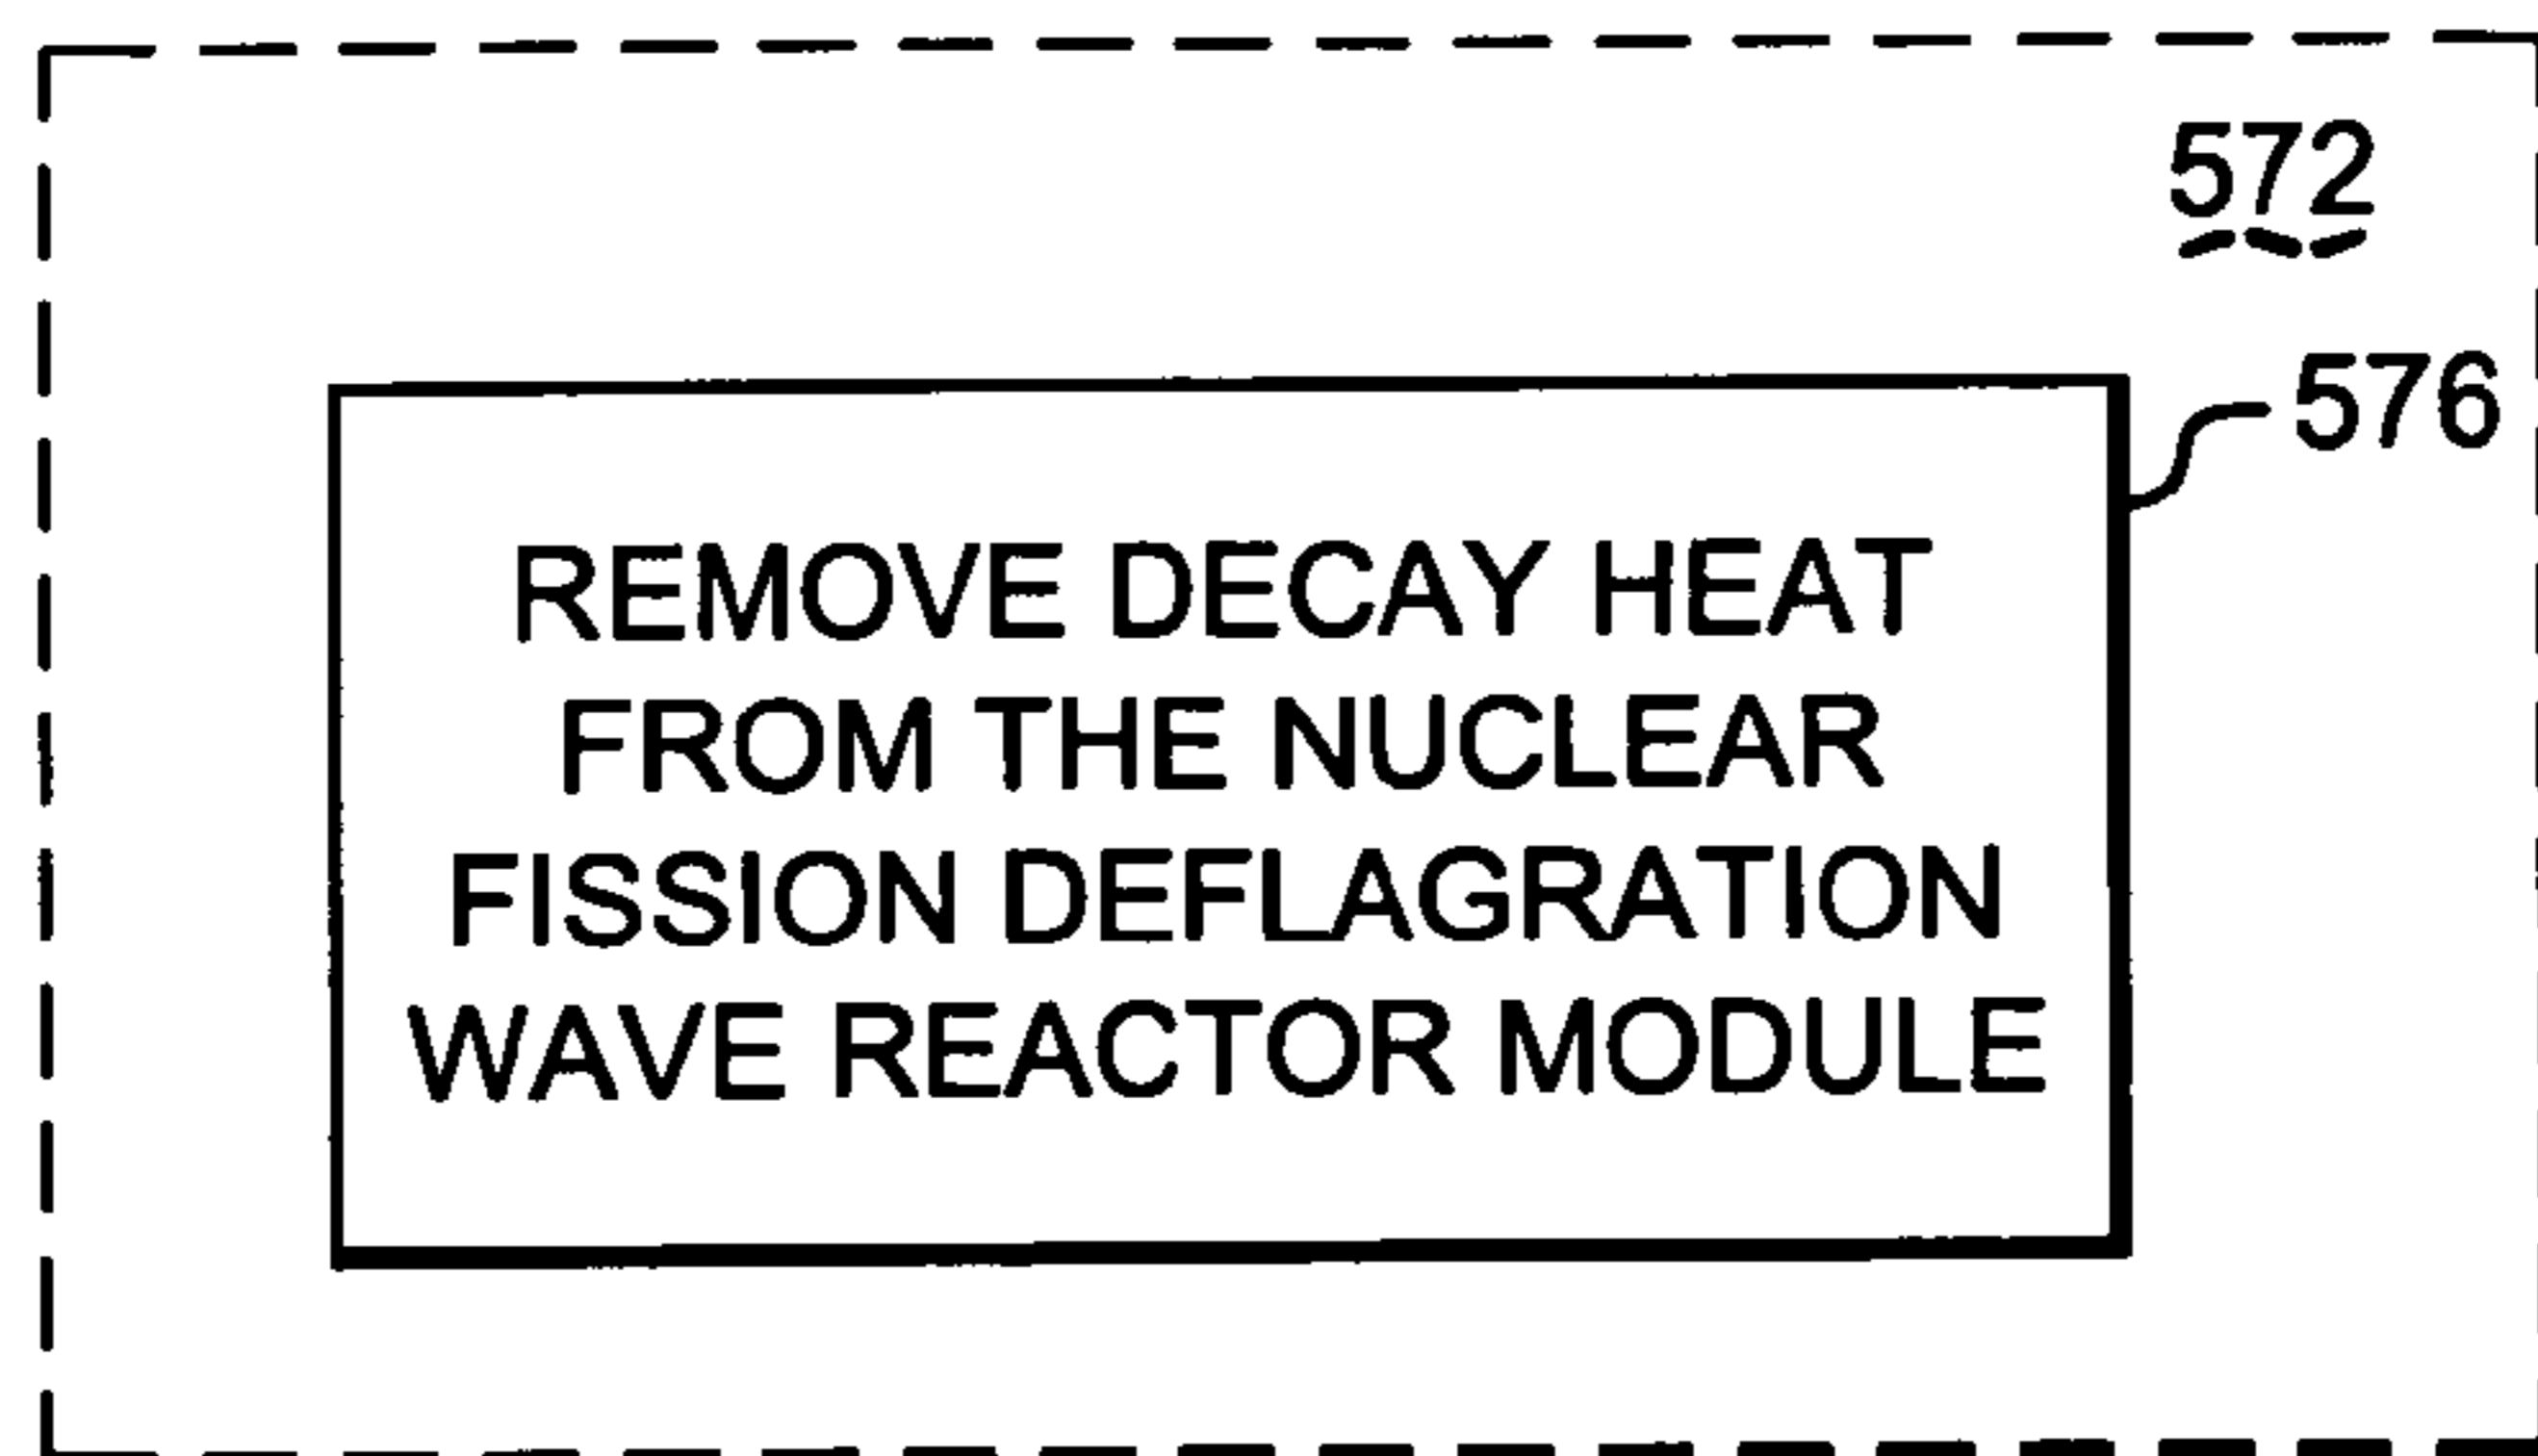 572
576
REMOVE DECAY HEAT
FROM THE NUCLEAR
FISSION DEFLAGRATION
WAVE REACTOR MODULE